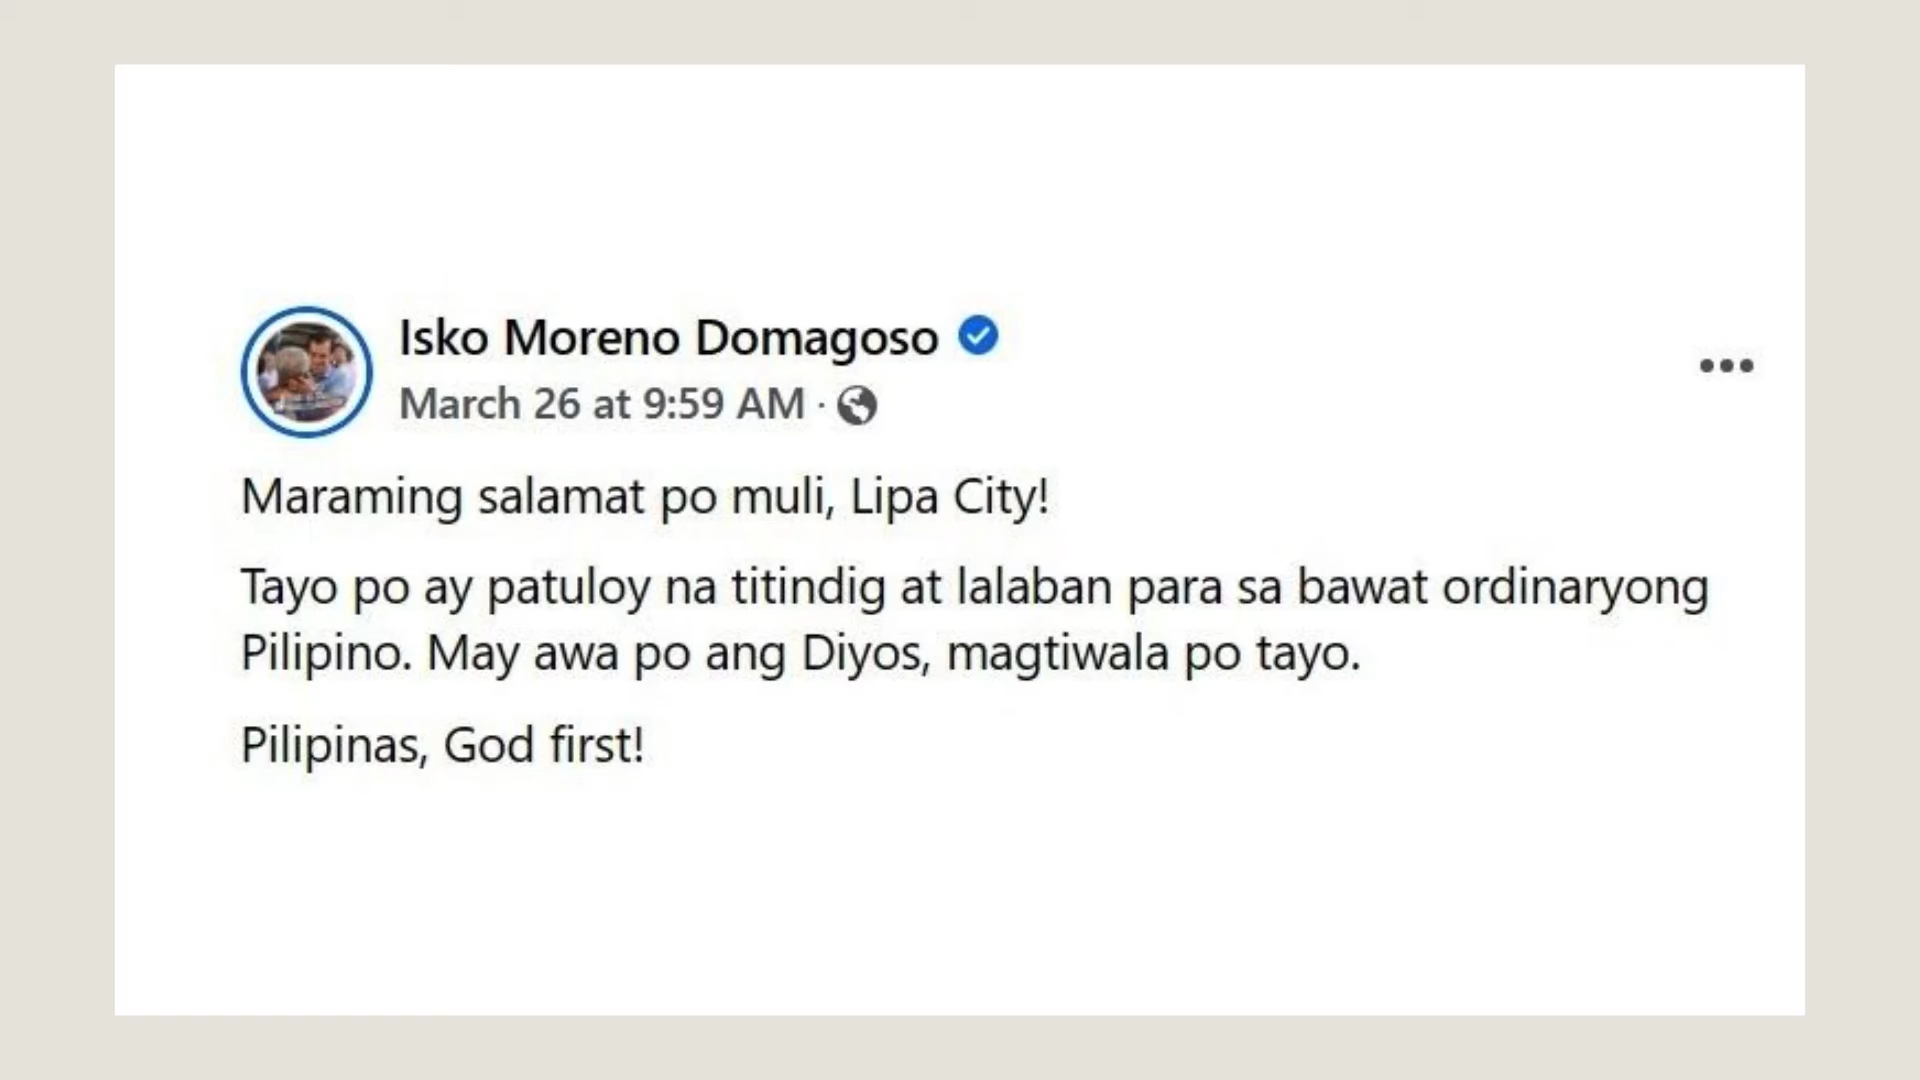 Isko Moreno Domagoso
March 26 at 9:59 AM ·
Maraming salamat po muli, Lipa City!
Tayo po ay patuloy na titindig at lalaban para sa bawat ordinaryong
Pilipino. May awa po ang Diyos, magtiwala po tayo.
Pilipinas, God first!